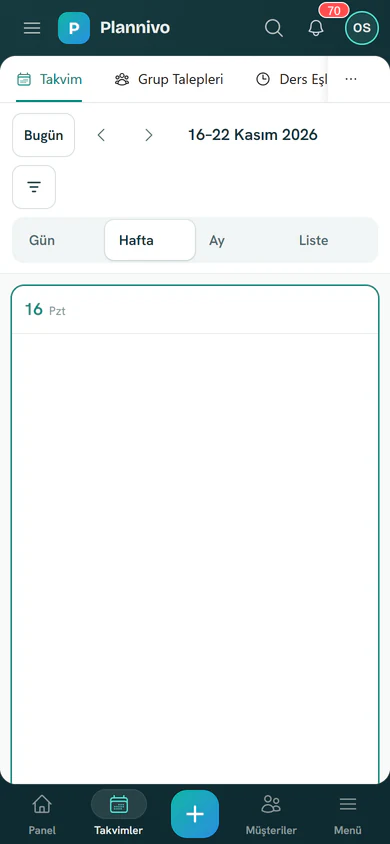 70
P Plannivo OS
Takvim Grup Talepleri Ders Eşl ...
Bugün 16–22 Kasım 2026
Gün Hafta Ay Liste
16 Pzt
Panel Takvimler Müşteriler Menü